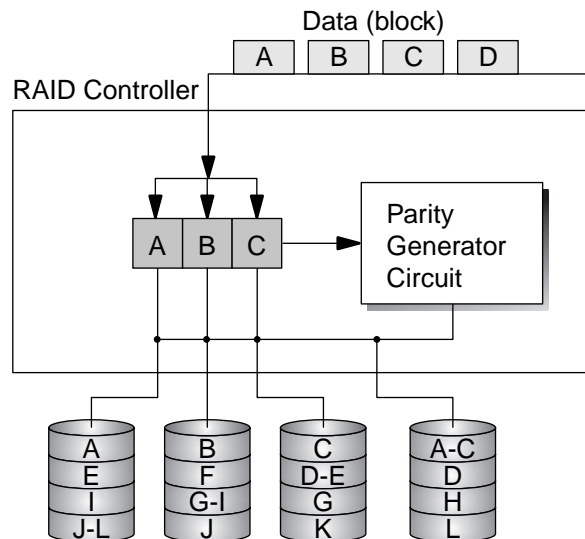 Data (block)
A B C D
RAID Controller
A B C
Parity
Generator
Circuit
A B C A-C
E F D-E D
I G-I G H
J-L J K L